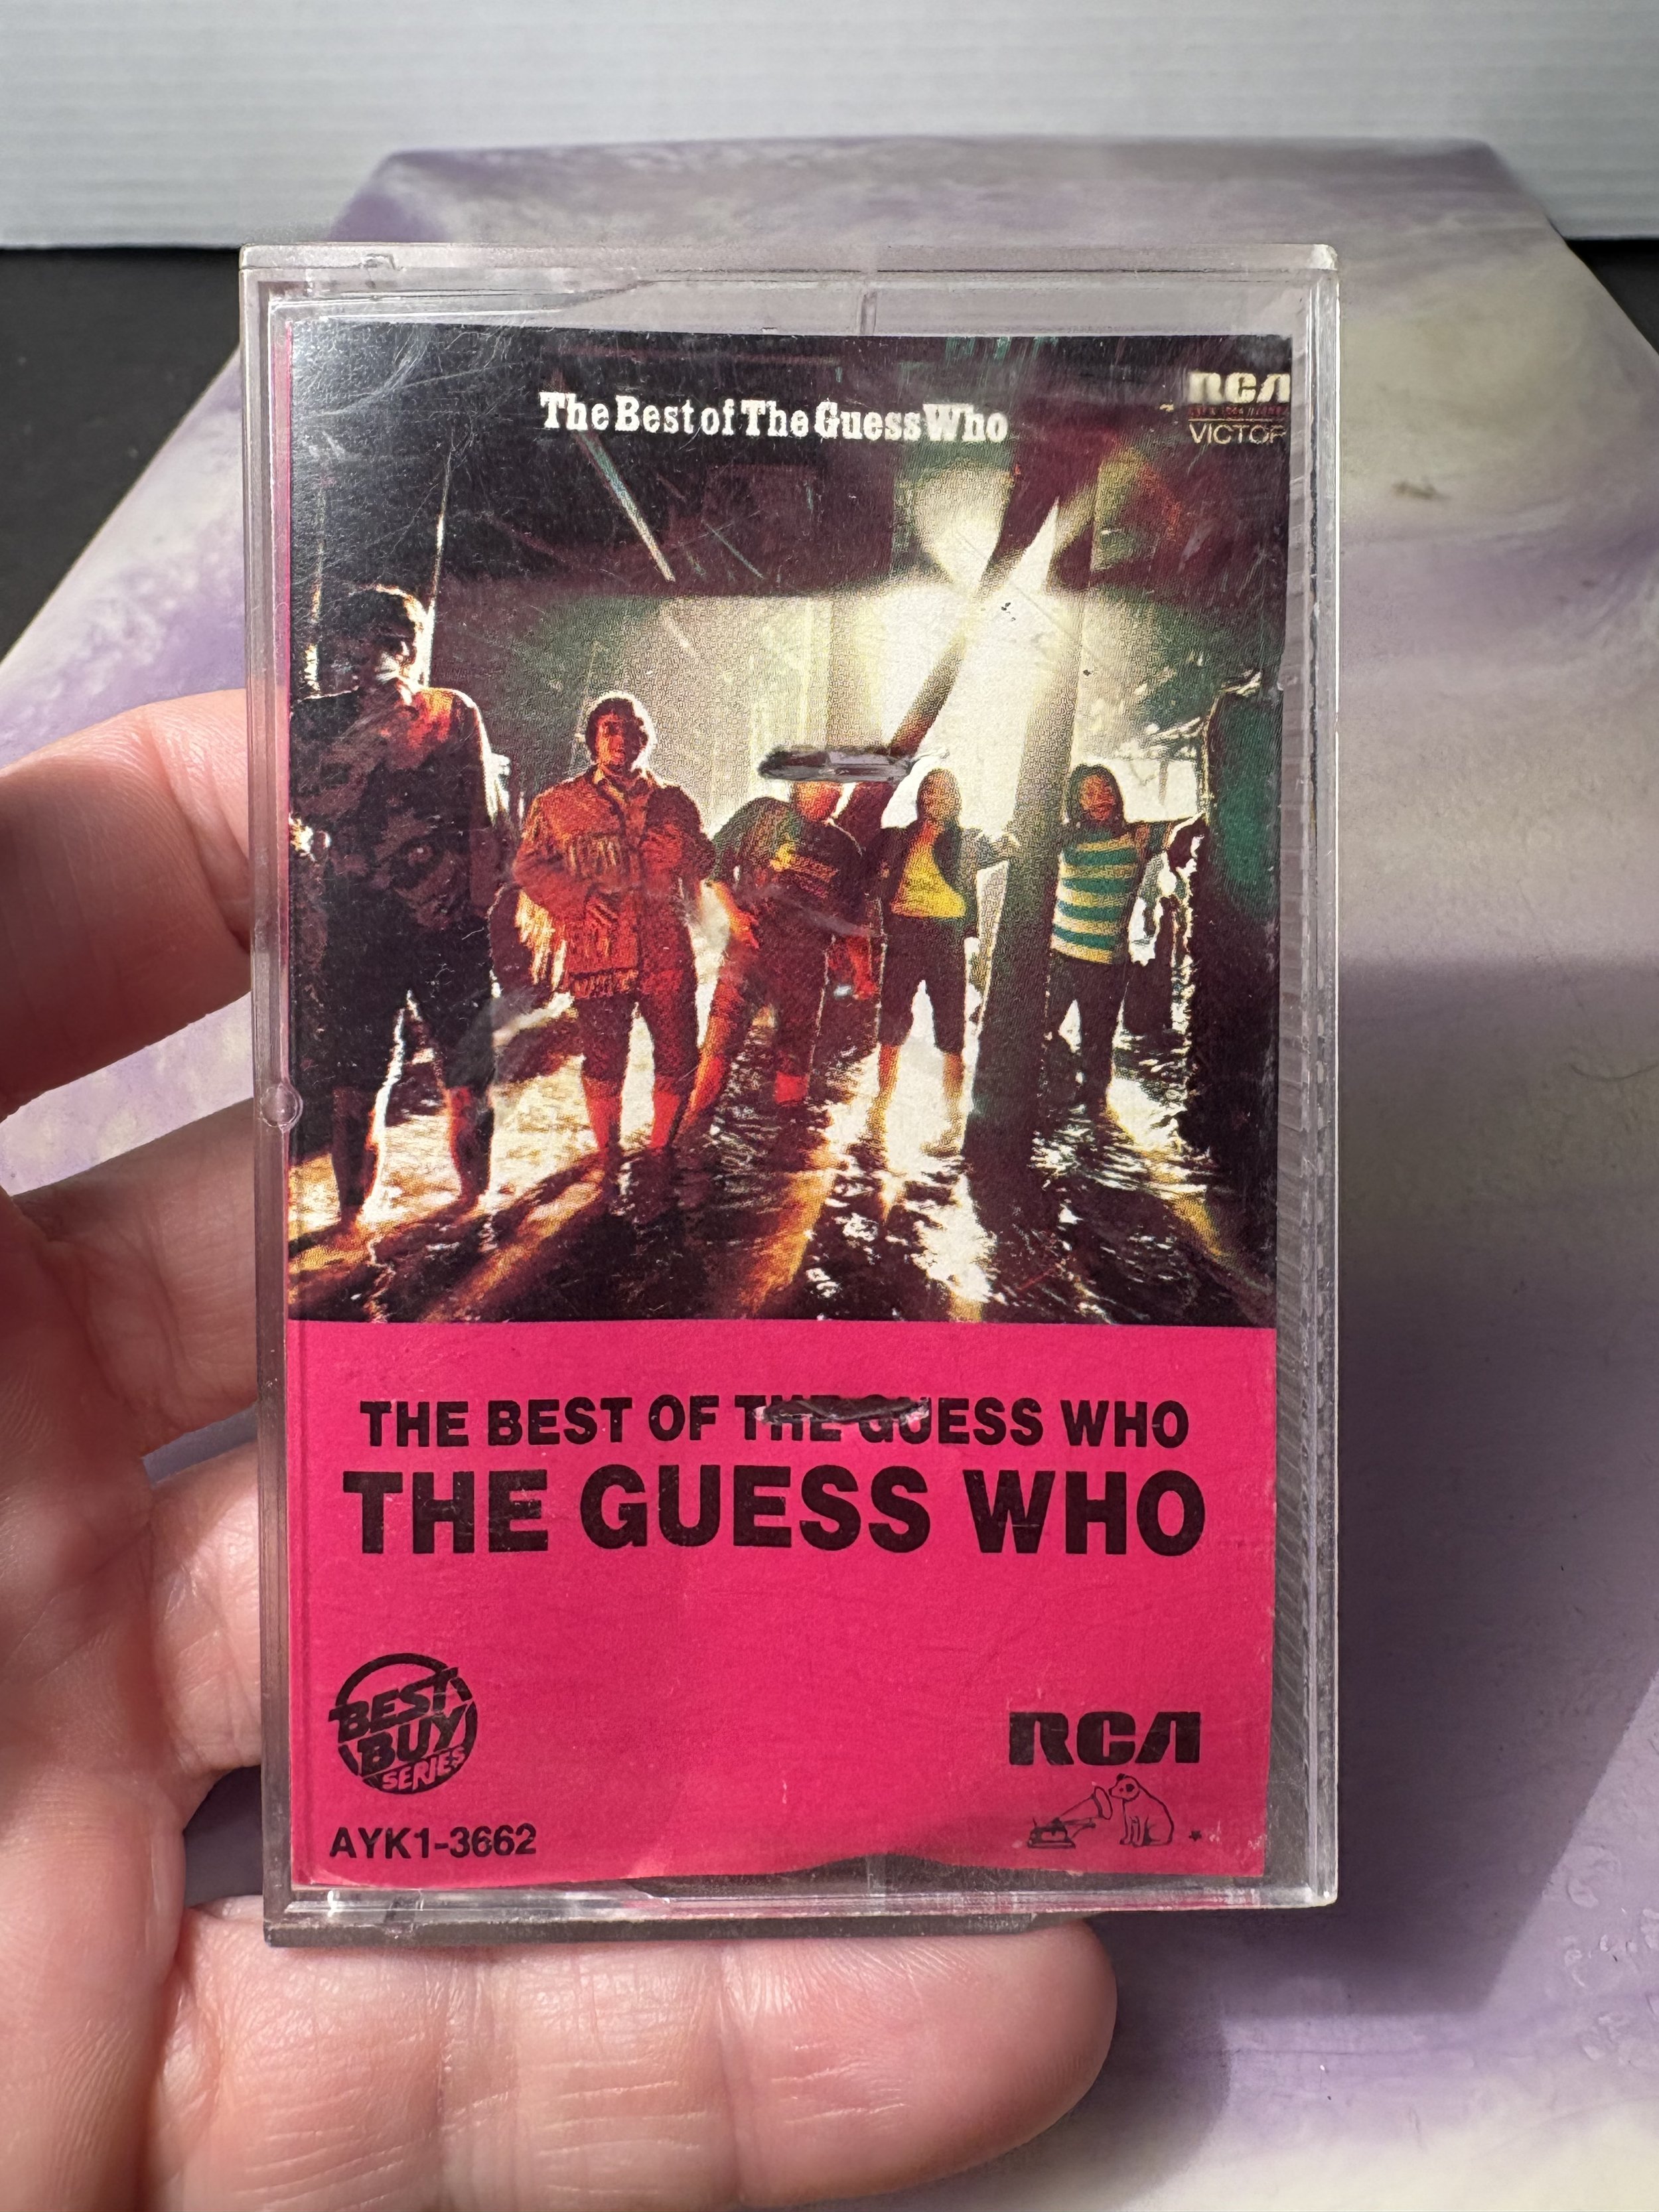 The Best of The Guess Who
RCA
VICTOR
THE BEST OF THE GUESS WHO
THE GUESS WHO
BEST
BUY
SERIES
RCA
AYK1-3662